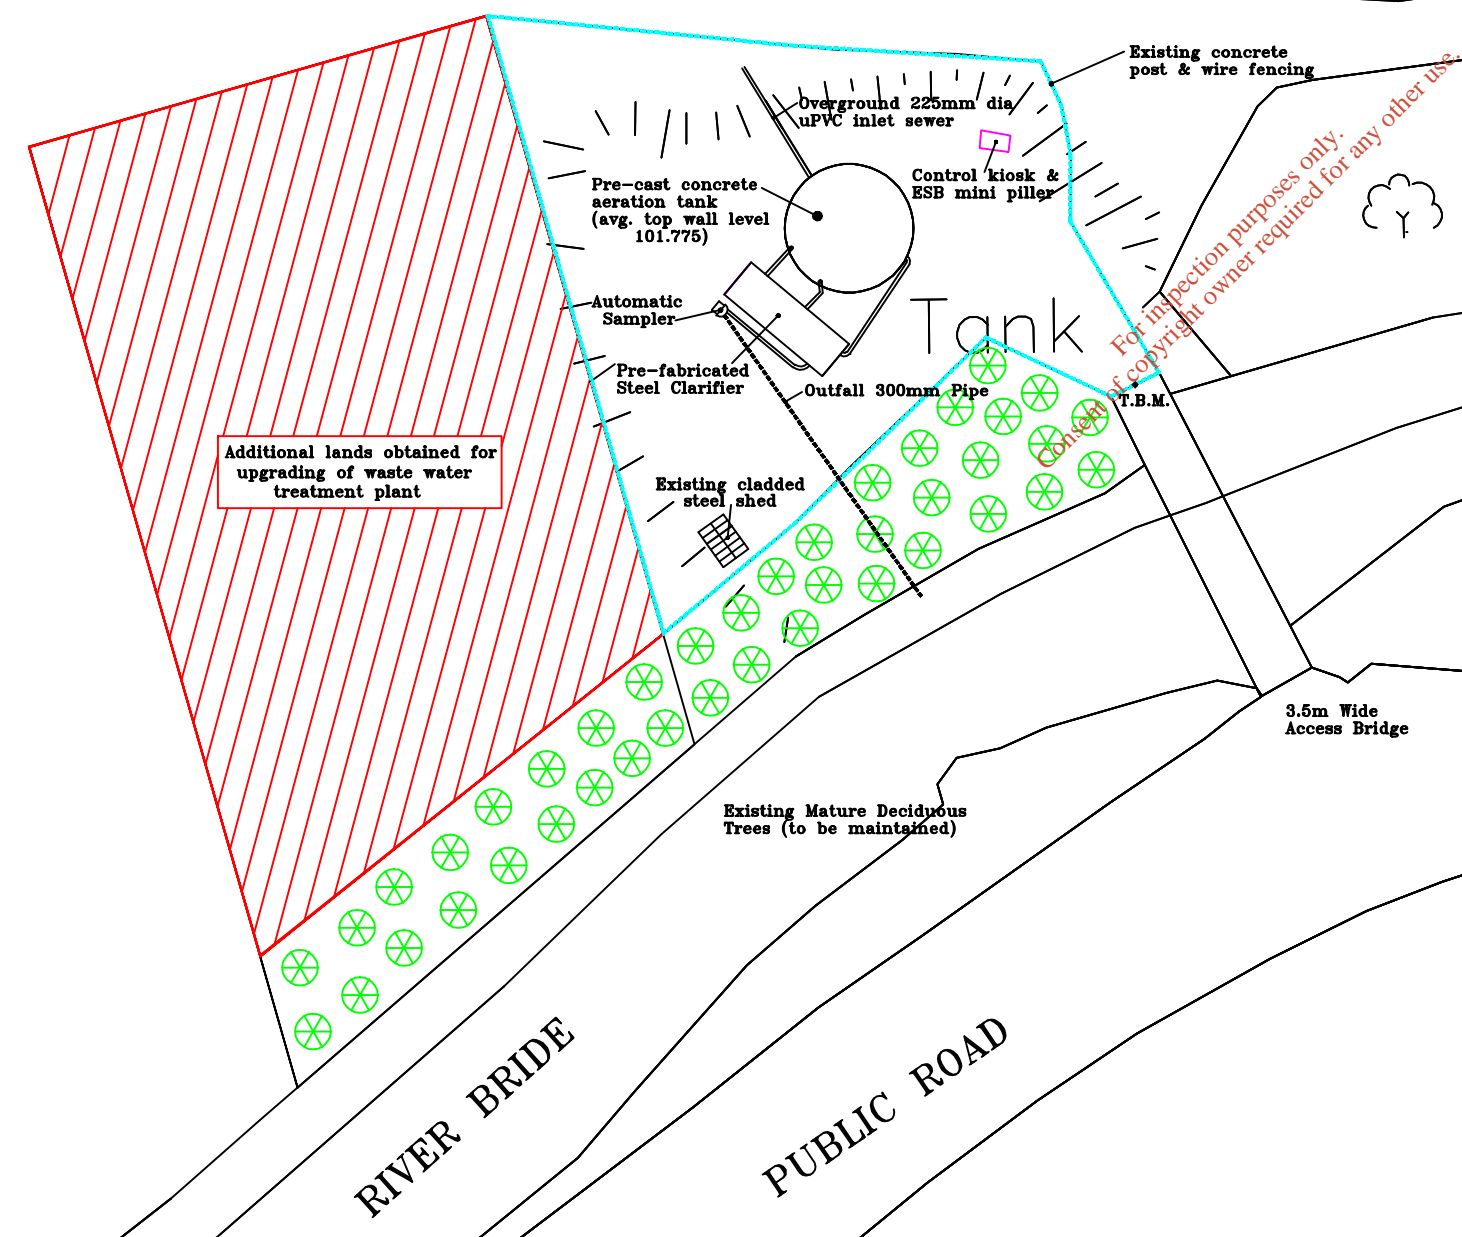 Existing concrete
post & wire fencing
Overground 225mm dia
uPVC inlet sewer
Control kiosk &
ESB mini piller
Pre-cast concrete
aeration tank
(avg. top wall level
101.775)
Automatic
Sampler
Tank
Pre-fabricated
Steel Clarifier
Outfall 300mm Pipe
T.B.M.
Additional lands obtained for
upgrading of waste water
treatment plant
Existing cladded
steel shed
3.5m Wide
Access Bridge
Existing Mature Deciduous
Trees (to be maintained)
RIVER BRIDE
PUBLIC ROAD
For inspection purposes only.
Consent of copyright owner required for any other use.